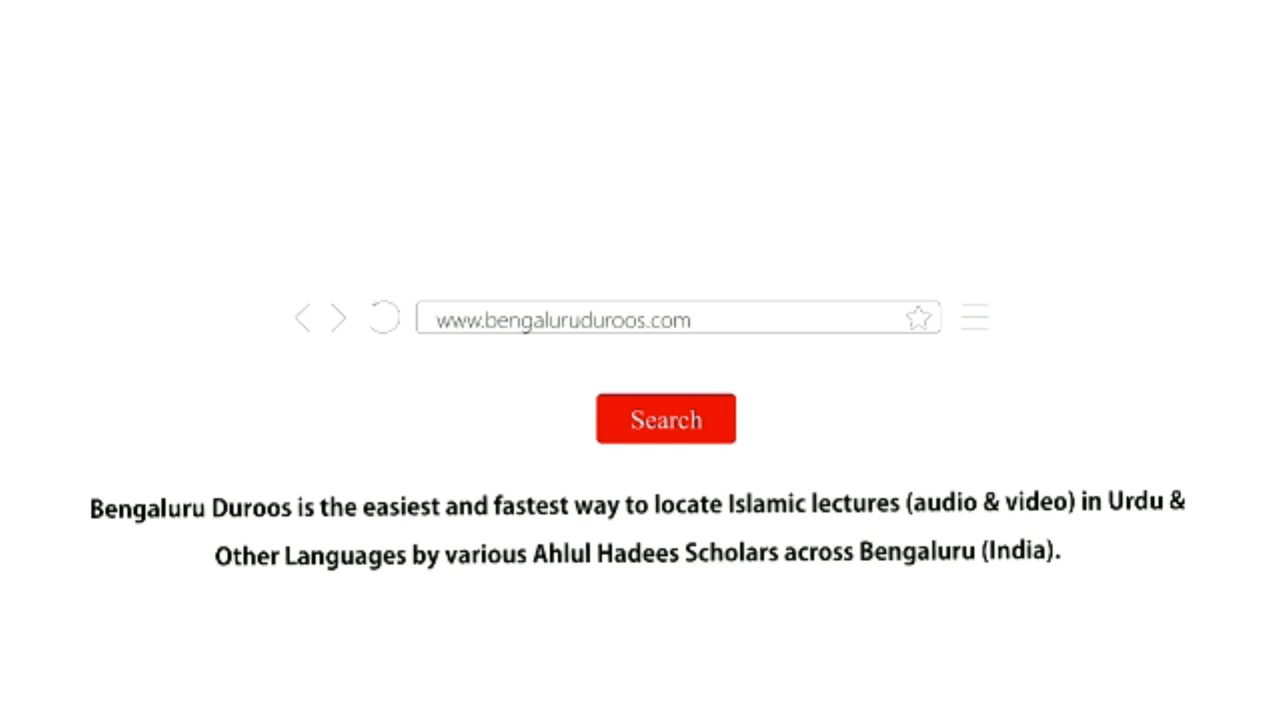 www.bengaluruduroos.com
Search
Bengaluru Duroos is the easiest and fastest way to locate Islamic lectures (audio & video) in Urdu &
Other Languages by various Ahlul Hadees Scholars across Bengaluru (India).